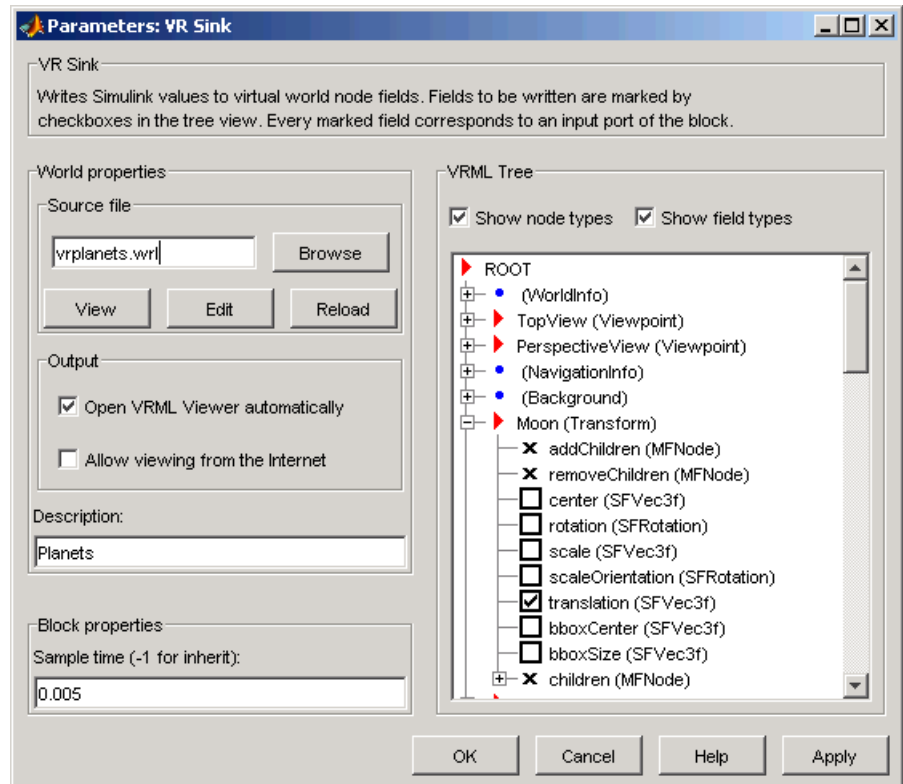 Parameters: VR Sink
VR Sink
Writes Simulink values to virtual world node fields. Fields to be written are marked by
checkboxes in the tree view. Every marked field corresponds to an input port of the block.
World properties
Source file
vrplanets.wrl
Browse
View
Edit
Reload
Output
Open VRML Viewer automatically
Allow viewing from the Internet
Description:
Planets
Block properties
Sample time (-1 for inherit):
0.005
VRML Tree
Show node types
Show field types
ROOT
(WorldInfo)
TopView (Viewpoint)
PerspectiveView (Viewpoint)
(NavigationInfo)
(Background)
Moon (Transform)
addChildren (MFNode)
removeChildren (MFNode)
center (SFVec3f)
rotation (SFRotation)
scale (SFVec3f)
scaleOrientation (SFRotation)
translation (SFVec3f)
bboxCenter (SFVec3f)
bboxSize (SFVec3f)
children (MFNode)
OK
Cancel
Help
Apply